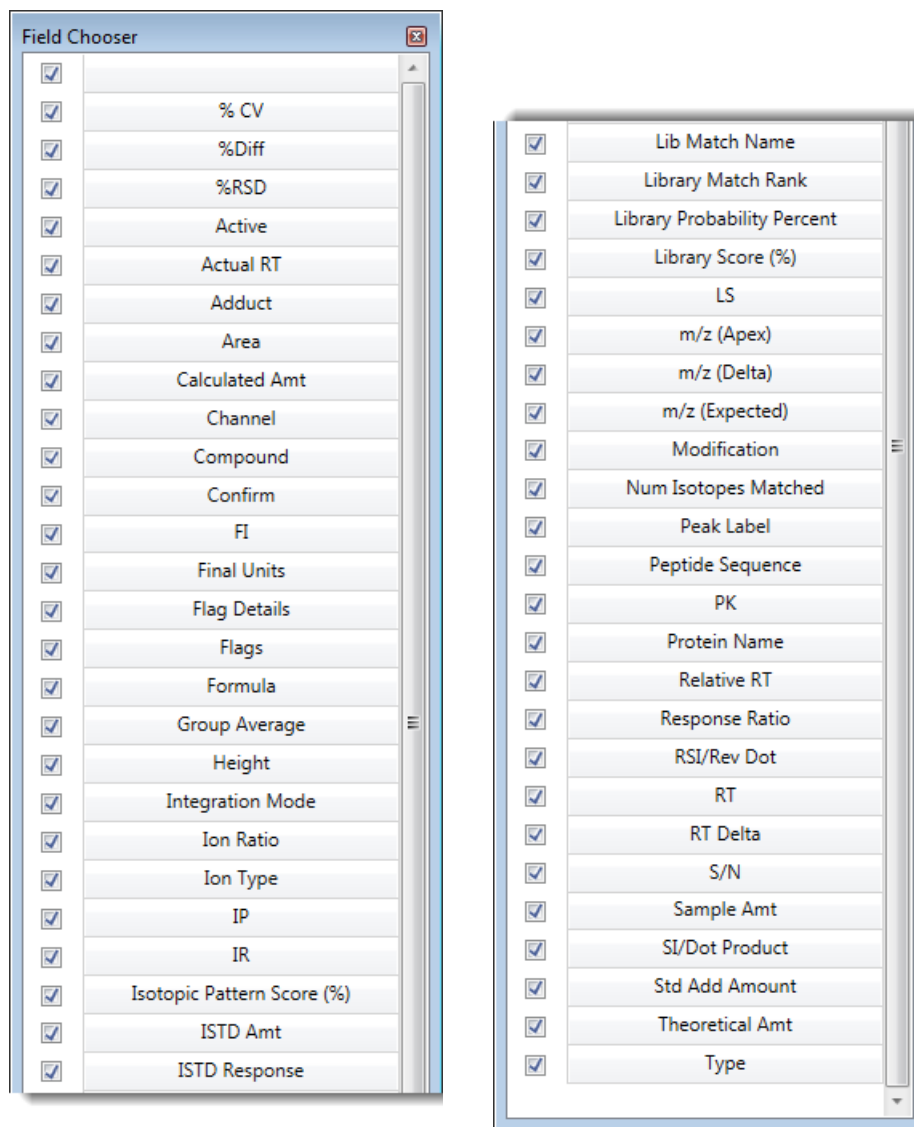 Field Chooser
% CV
%Diff
%RSD
Active
Actual RT
Adduct
Area
Calculated Amt
Channel
Compound
Confirm
FI
Final Units
Flag Details
Flags
Formula
Group Average
Height
Integration Mode
Ion Ratio
Ion Type
IP
IR
Isotopic Pattern Score (%)
ISTD Amt
ISTD Response
Lib Match Name
Library Match Rank
Library Probability Percent
Library Score (%)
LS
m/z (Apex)
m/z (Delta)
m/z (Expected)
Modification
Num Isotopes Matched
Peak Label
Peptide Sequence
PK
Protein Name
Relative RT
Response Ratio
RSI/Rev Dot
RT
RT Delta
S/N
Sample Amt
SI/Dot Product
Std Add Amount
Theoretical Amt
Type